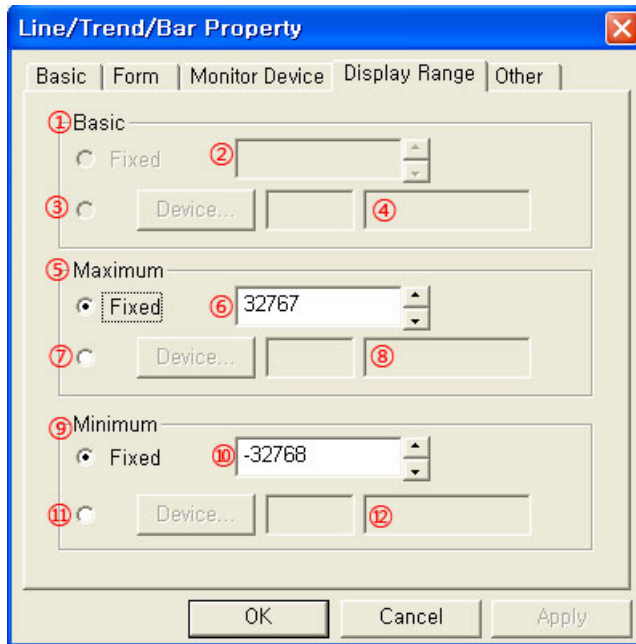 Line/Trend/Bar Property
Basic Form Monitor Device Display Range Other
①Basic
Fixed ②
③ Device... ④
⑤Maximum
Fixed ⑥ 32767
⑦ Device... ⑧
⑨Minimum
Fixed ⑩ -32768
⑪ Device... ⑫
OK Cancel Apply